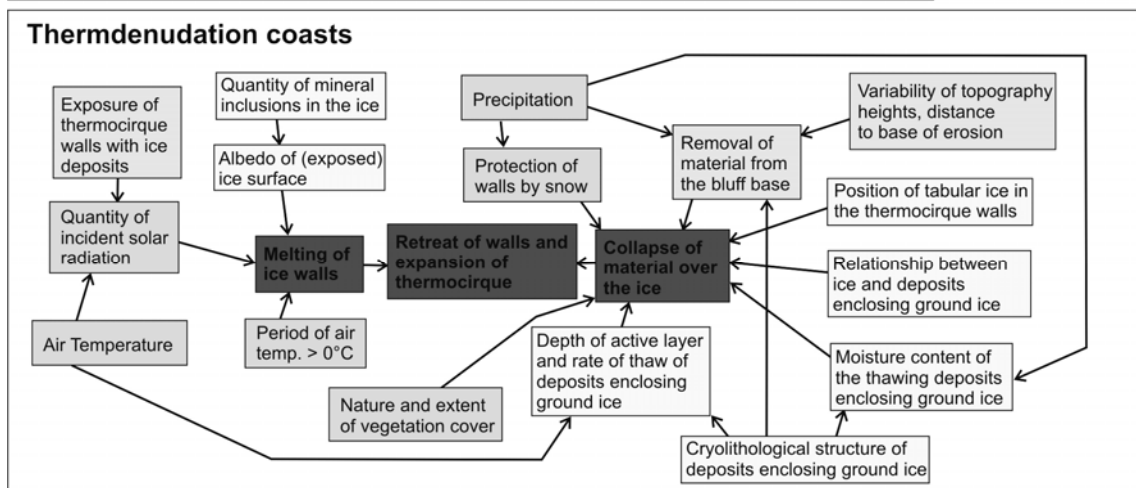 Thermdenudation coasts
Exposure of
thermocirque
walls with ice
deposits
Quantity of mineral
inclusions in the ice
Precipitation
Variability of topography
heights, distance
to base of erosion
Albedo of (exposed)
ice surface
Protection of
walls by snow
Removal of
material from
the bluff base
Position of tabular ice in
the thermocirque walls
Quantity of
incident solar
radiation
Melting of
ice walls
Retreat of walls and
expansion of
thermocirque
Collapse of
material over
the ice
Relationship between
ice and deposits
enclosing ground ice
Air Temperature
Period of air
temp. > 0°C
Depth of active layer
and rate of thaw of
deposits enclosing
ground ice
Moisture content of
the thawing deposits
enclosing ground ice
Nature and extent
of vegetation cover
Cryolithological structure of
deposits enclosing ground ice